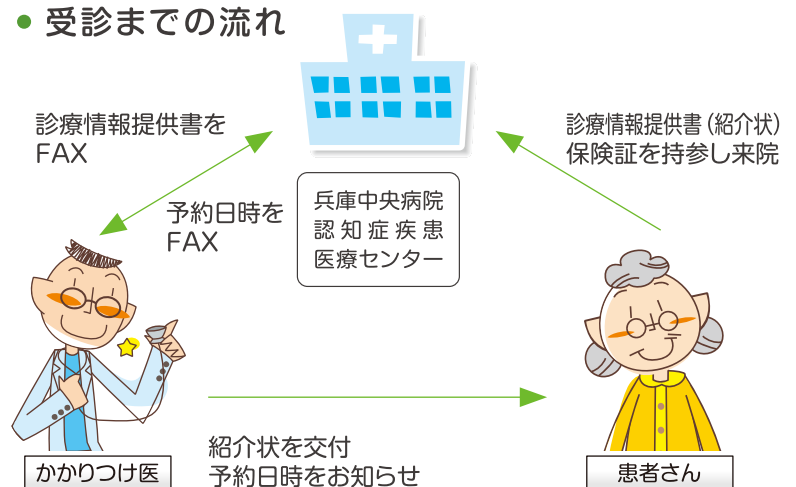 受診までの流れ
診療情報提供書を
FAX
予約日時を
FAX
兵庫中央病院
認知症疾患
医療センター
診療情報提供書（紹介状）
保険証を持参し来院
紹介状を交付
予約日時をお知らせ
かかりつけ医
患者さん